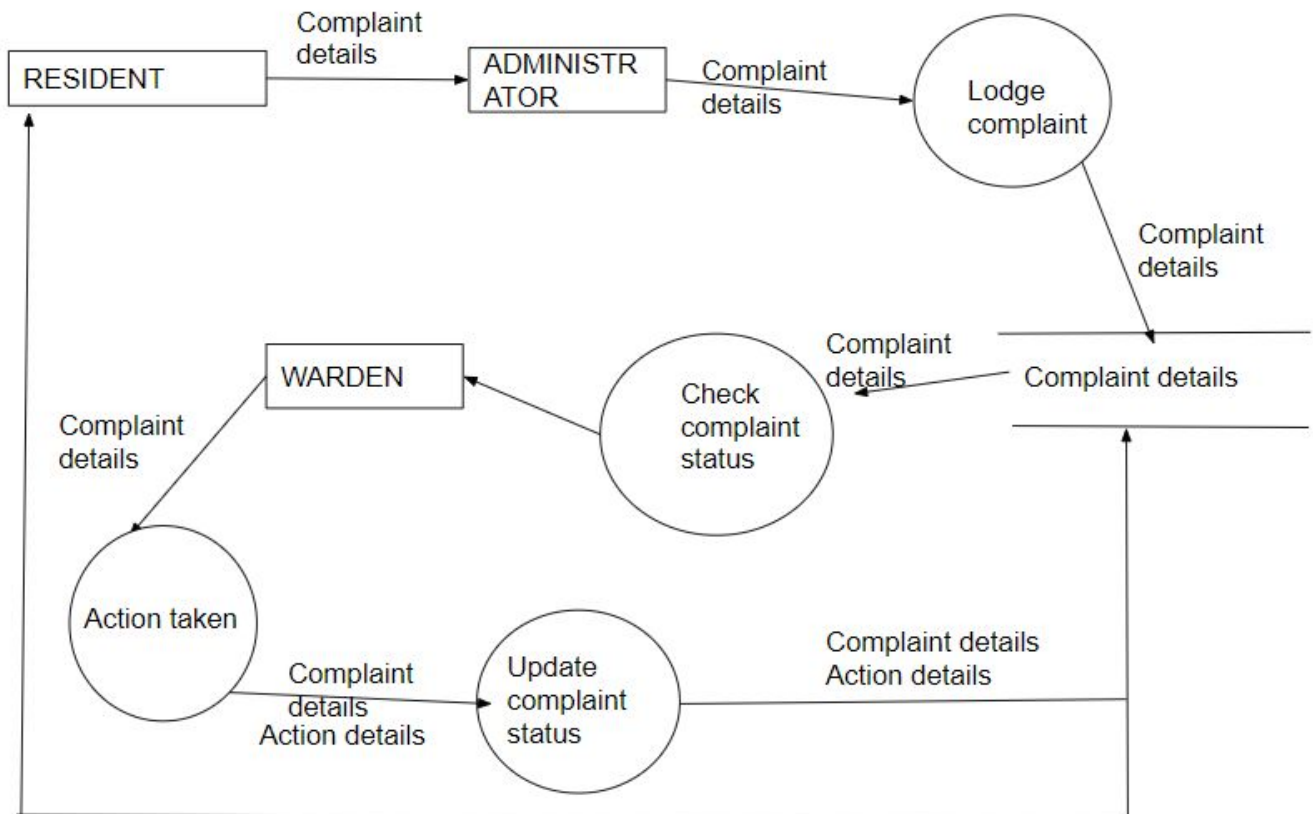 Complaint
details
RESIDENT
ADMINISTR
ATOR
Complaint
details
Lodge
complaint
Complaint
details
Complaint
details
Complaint details
WARDEN
Check
complaint
status
Complaint
details
Action taken
Complaint
details
Action details
Update
complaint
status
Complaint details
Action details